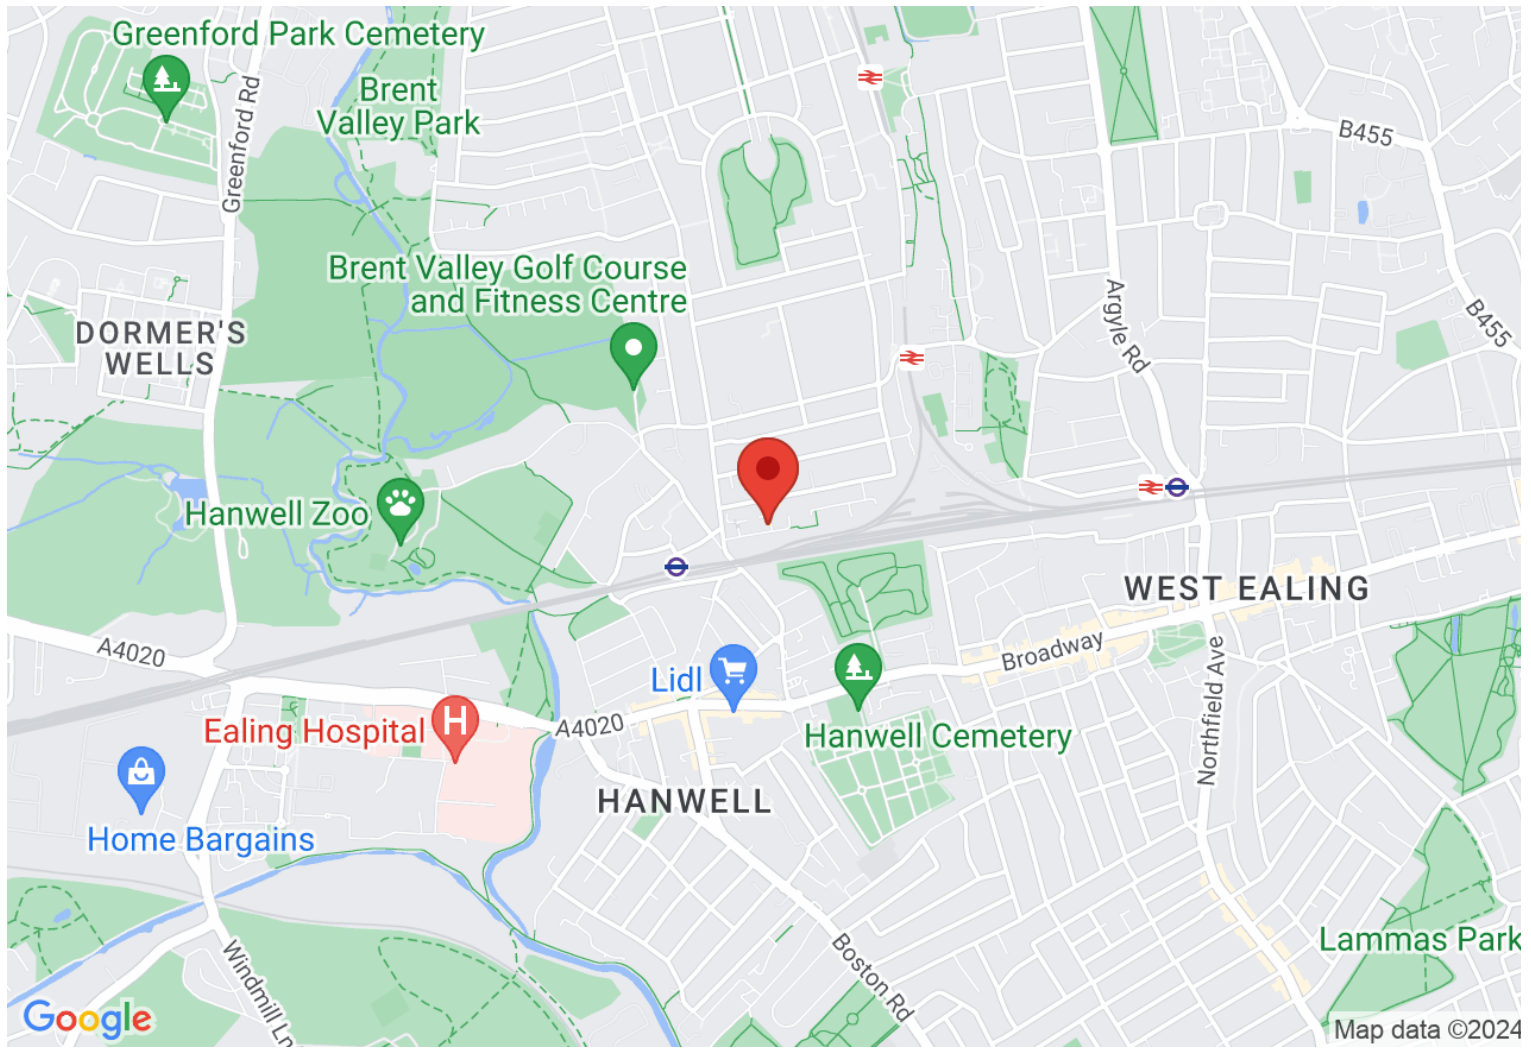 Greenford Park Cemetery
Brent
Valley Park
Greenford Rd
B455
Brent Valley Golf Course
and Fitness Centre
Argyle Rd
B455
DORMER'S
WELLS
Hanwell Zoo
WEST EALING
A4020
Broadway
Lidl
Northfield Ave
Ealing Hospital
H
A4020
Hanwell Cemetery
HANWELL
Home Bargains
Lammas Park
Boston Rd
Windmill Ln
Google
Map data ©2024